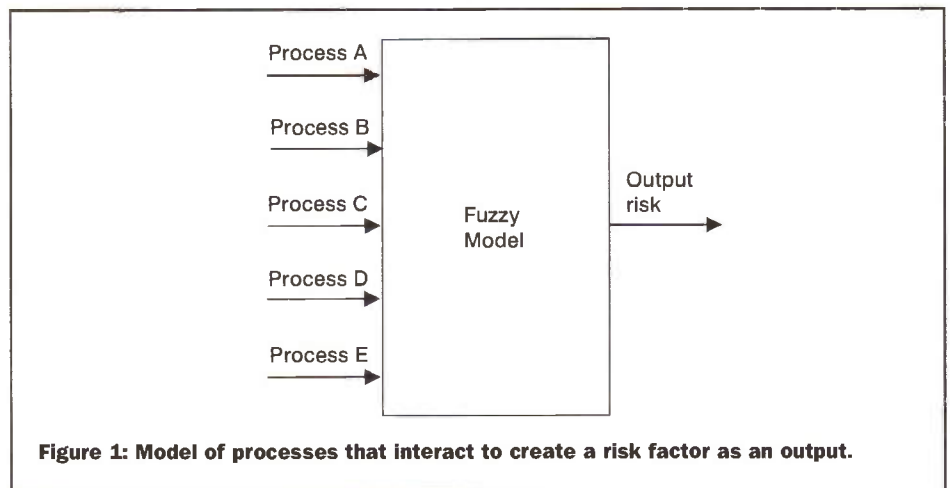 Process A
Process B
Process C
Process D
Process E
Fuzzy
Model
Output
risk
Figure 1: Model of processes that interact to create a risk factor as an output.